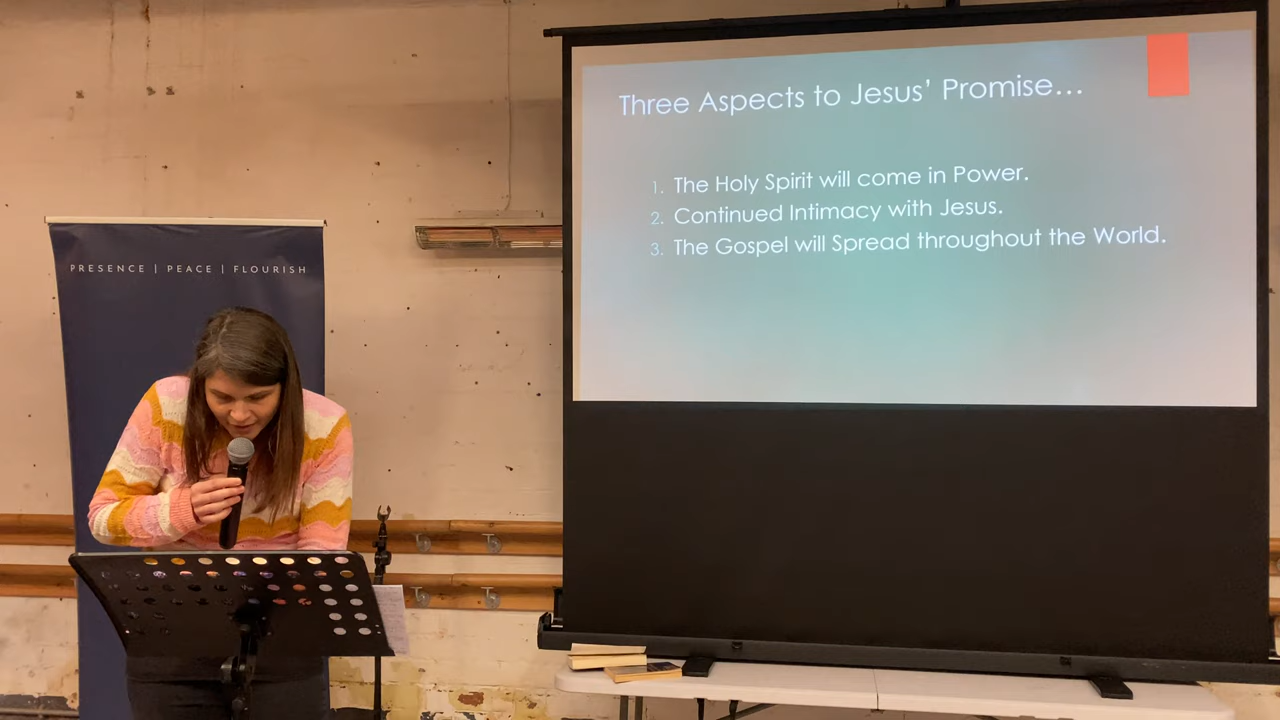 Three Aspects to Jesus’ Promise…
1. The Holy Spirit will come in Power.
2. Continued Intimacy with Jesus.
3. The Gospel will Spread throughout the World.
PRESENCE | PEACE | FLOURISH